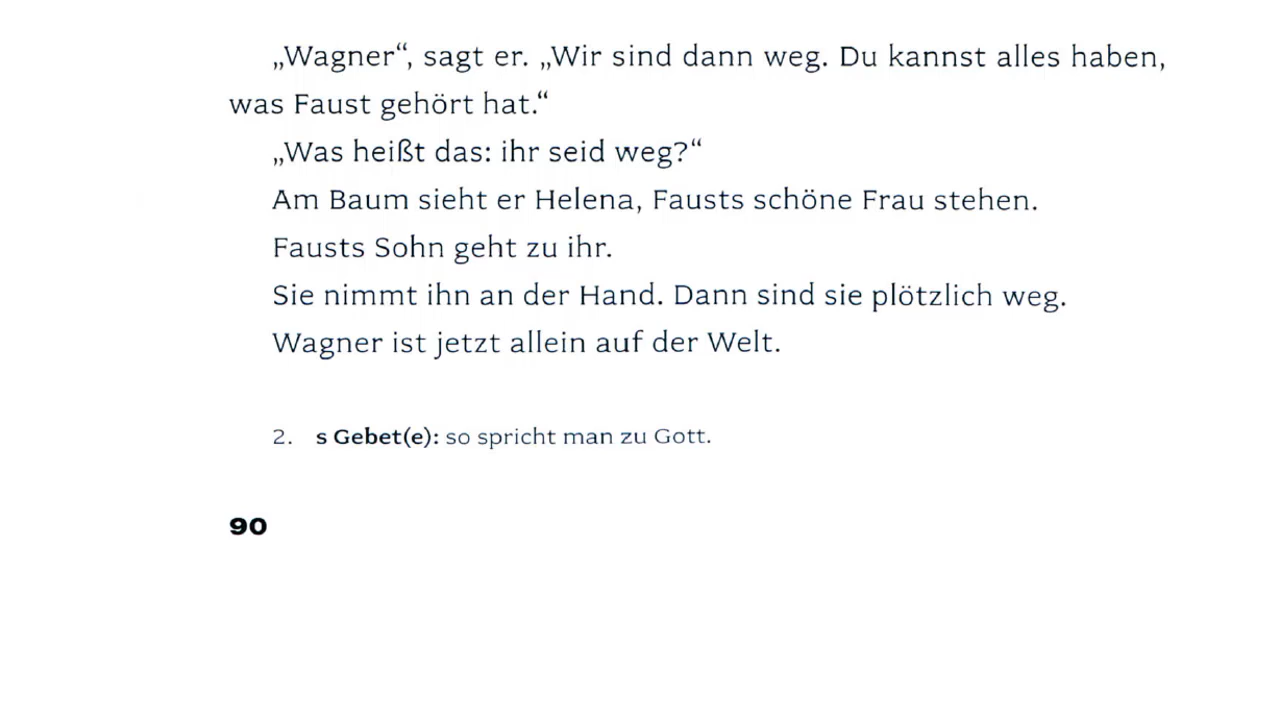 „Wagner“, sagt er. „Wir sind dann weg. Du kannst alles haben,
was Faust gehört hat.“
„Was heißt das: ihr seid weg?“
Am Baum sieht er Helena, Fausts schöne Frau stehen.
Fausts Sohn geht zu ihr.
Sie nimmt ihn an der Hand. Dann sind sie plötzlich weg.
Wagner ist jetzt allein auf der Welt.
2. s Gebet(e): so spricht man zu Gott.
90